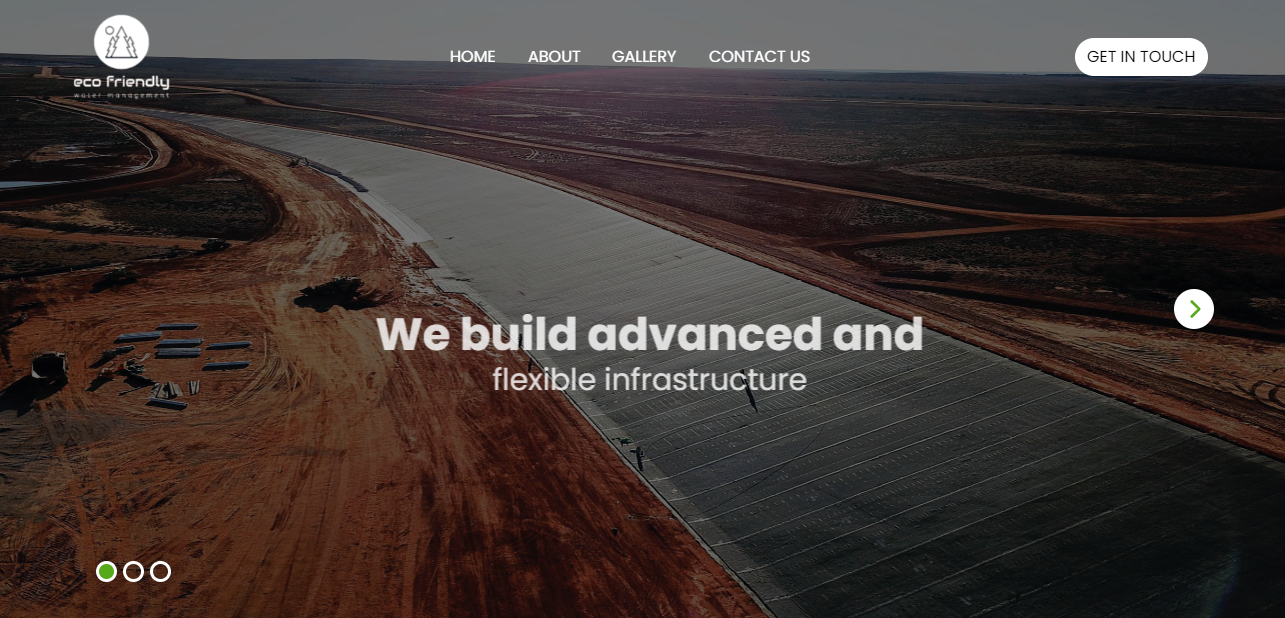 eco friendly
water management
HOME
ABOUT
GALLERY
CONTACT US
GET IN TOUCH
We build advanced and
flexible infrastructure